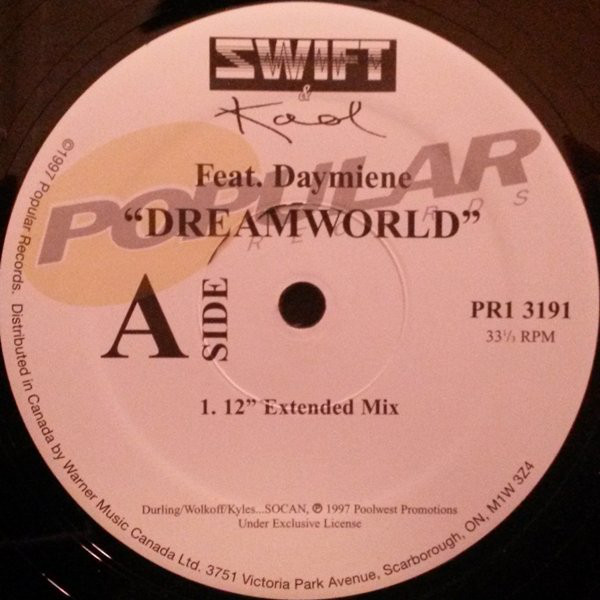 SWIFT
&
Kaol
Feat. Daymiene
POPULAR
RECORDS
“DREAMWORLD”
A
SIDE
PR1 3191
33⅓ RPM
1. 12” Extended Mix
Durling/Wolkoff/Kyles...SOCAN, ℗ 1997 Poolwest Promotions
Under Exclusive License
©1997 Popular Records. Distributed in Canada by Warner Music Canada Ltd. 3751 Victoria Park Avenue, Scarborough, ON, M1W 3Z4